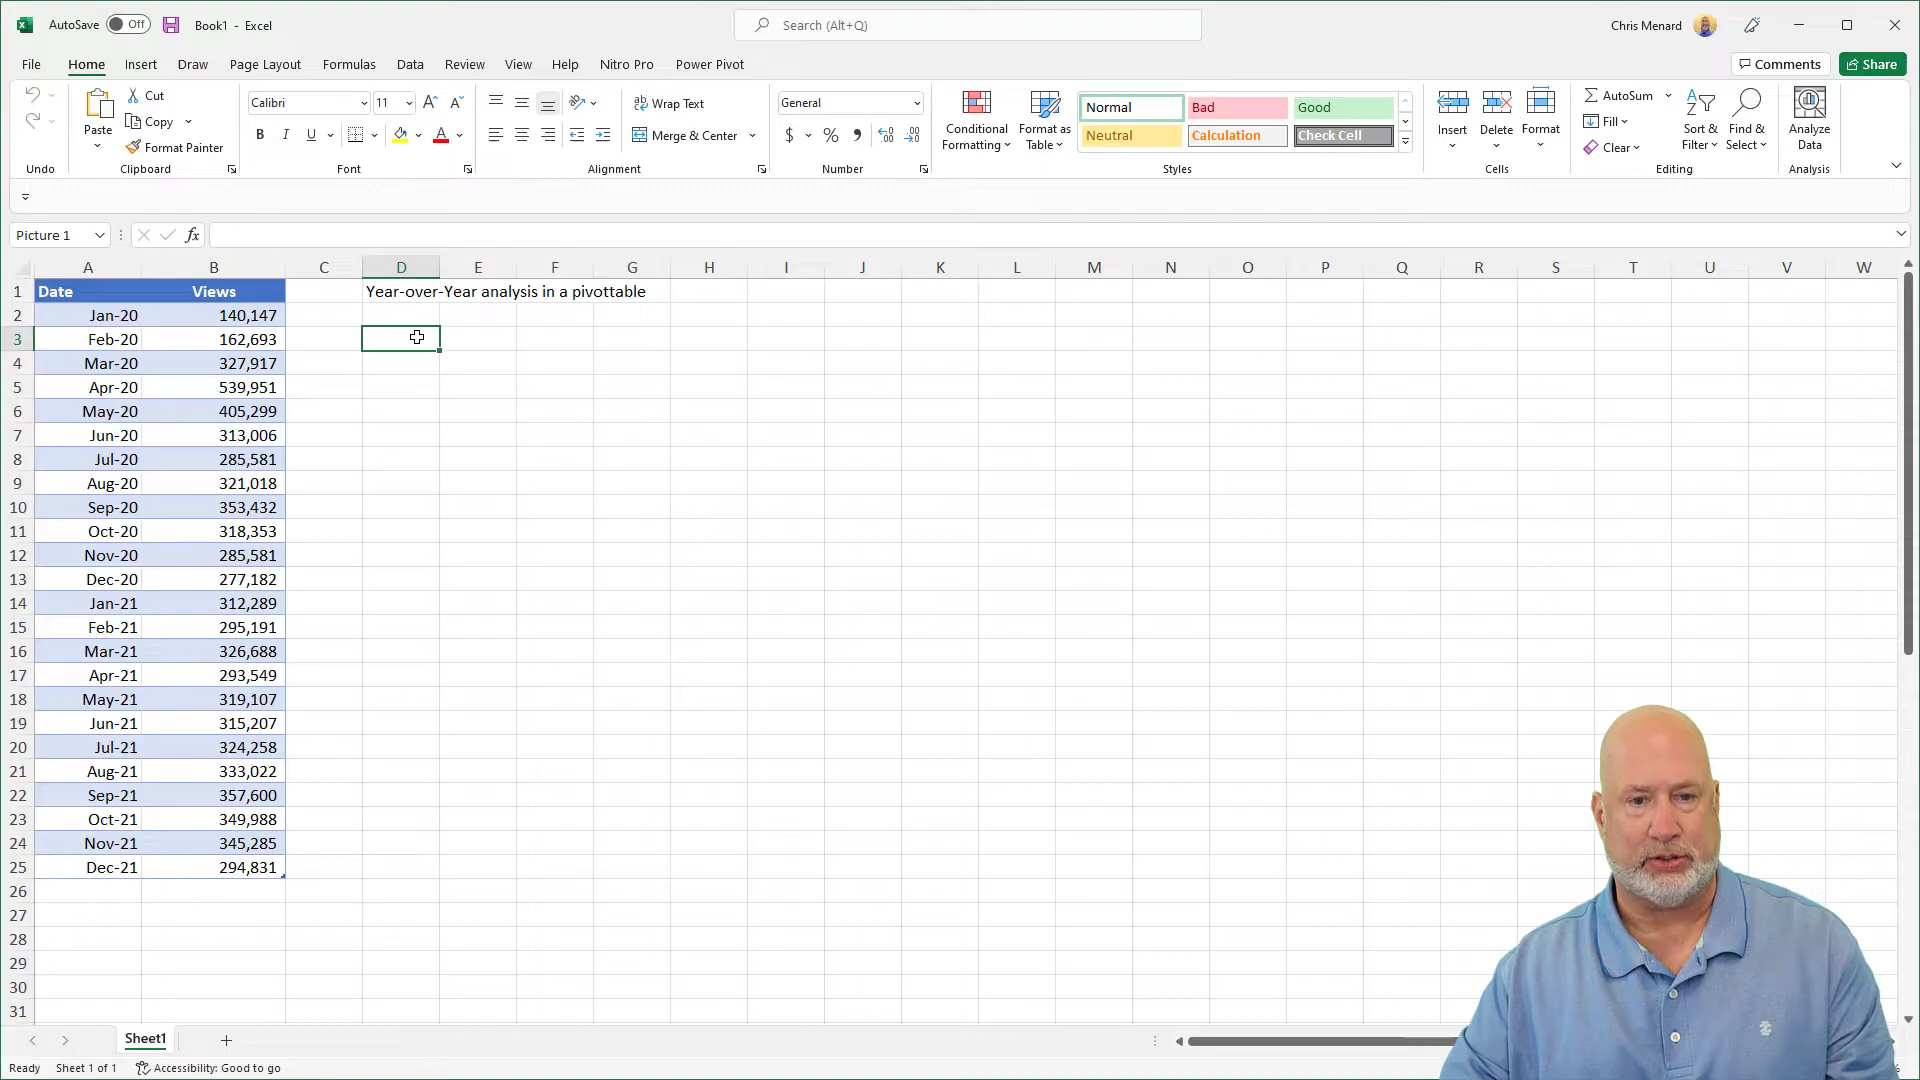 AutoSave Off Book1 - Excel Search (Alt+Q) Chris Menard
File Home Insert Draw Page Layout Formulas Data Review View Help Nitro Pro Power Pivot Comments Share
Paste Cut Copy Format Painter
Calibri 11
B I U A
Wrap Text
Merge & Center
General
$ % ,
Conditional Formatting
Format as Table
Normal Bad Good
Neutral Calculation Check Cell
Insert Delete Format
AutoSum
Fill
Clear
Sort & Filter
Find & Select
Analyze Data
Undo Clipboard Font Alignment Number Styles Cells Editing Analysis
Picture 1 fx
A B C D E F G H I J K L M N O P Q R S T U V W
1 Date Views Year-over-Year analysis in a pivottable
2 Jan-20 140,147
3 Feb-20 162,693
4 Mar-20 327,917
5 Apr-20 539,951
6 May-20 405,299
7 Jun-20 313,006
8 Jul-20 285,581
9 Aug-20 321,018
10 Sep-20 353,432
11 Oct-20 318,353
12 Nov-20 285,581
13 Dec-20 277,182
14 Jan-21 312,289
15 Feb-21 295,191
16 Mar-21 326,688
17 Apr-21 293,549
18 May-21 319,107
19 Jun-21 315,207
20 Jul-21 324,258
21 Aug-21 333,022
22 Sep-21 357,600
23 Oct-21 349,988
24 Nov-21 345,285
25 Dec-21 294,831
26
27
28
29
30
31
Sheet1
Ready Sheet 1 of 1 Accessibility: Good to go